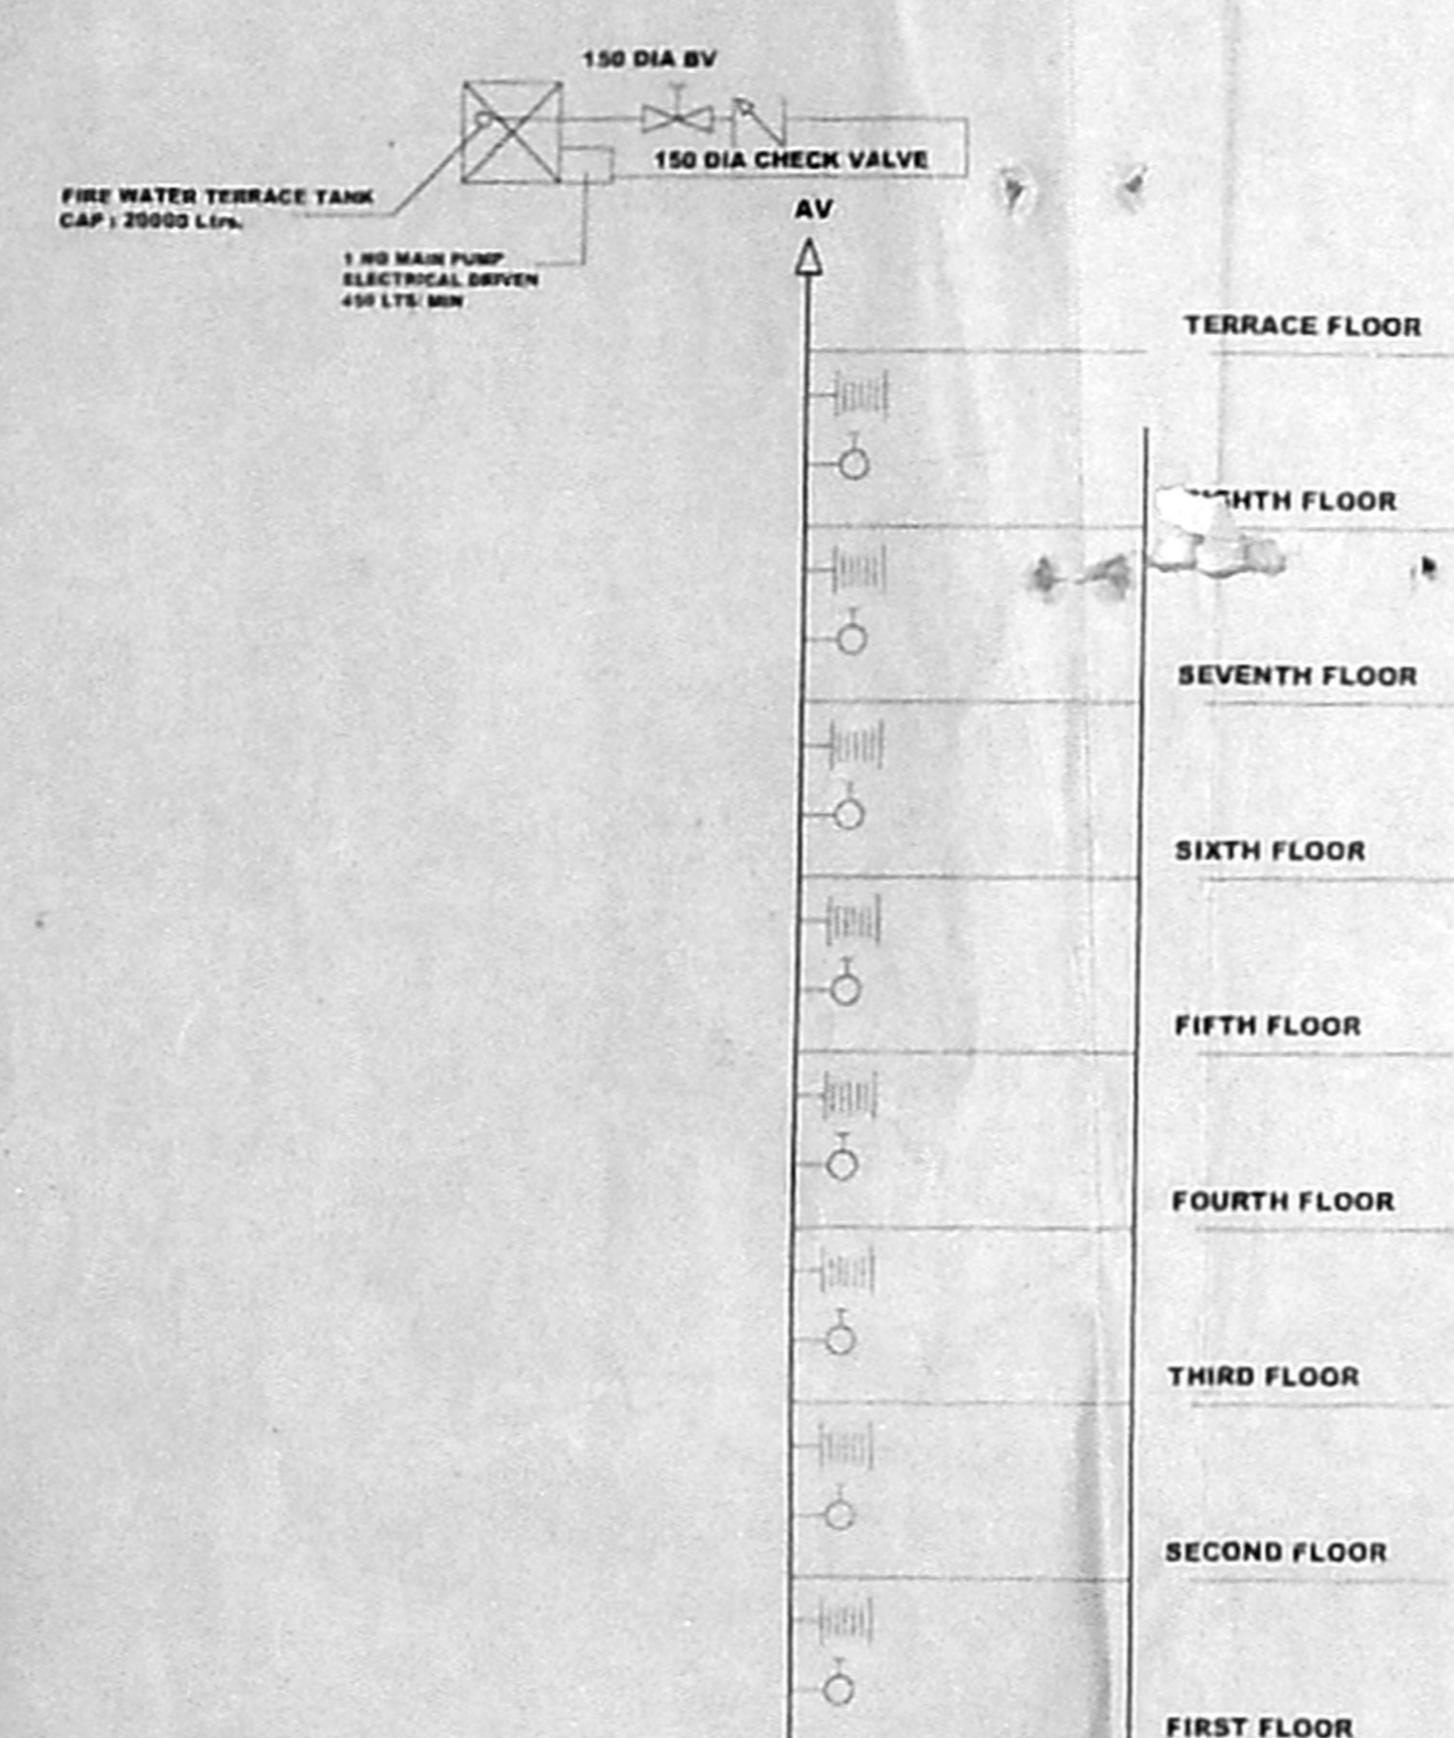 150 DIA BV
150 DIA CHECK VALVE
FIRE WATER TERRACE TANK
CAP : 20000 Ltrs.
AV
1 NO MAIN PUMP
ELECTRICAL DRIVEN
450 LTS/ MIN
TERRACE FLOOR
FLOOR
SEVENTH FLOOR
SIXTH FLOOR
FIFTH FLOOR
FOURTH FLOOR
THIRD FLOOR
SECOND FLOOR
FIRST FLOOR